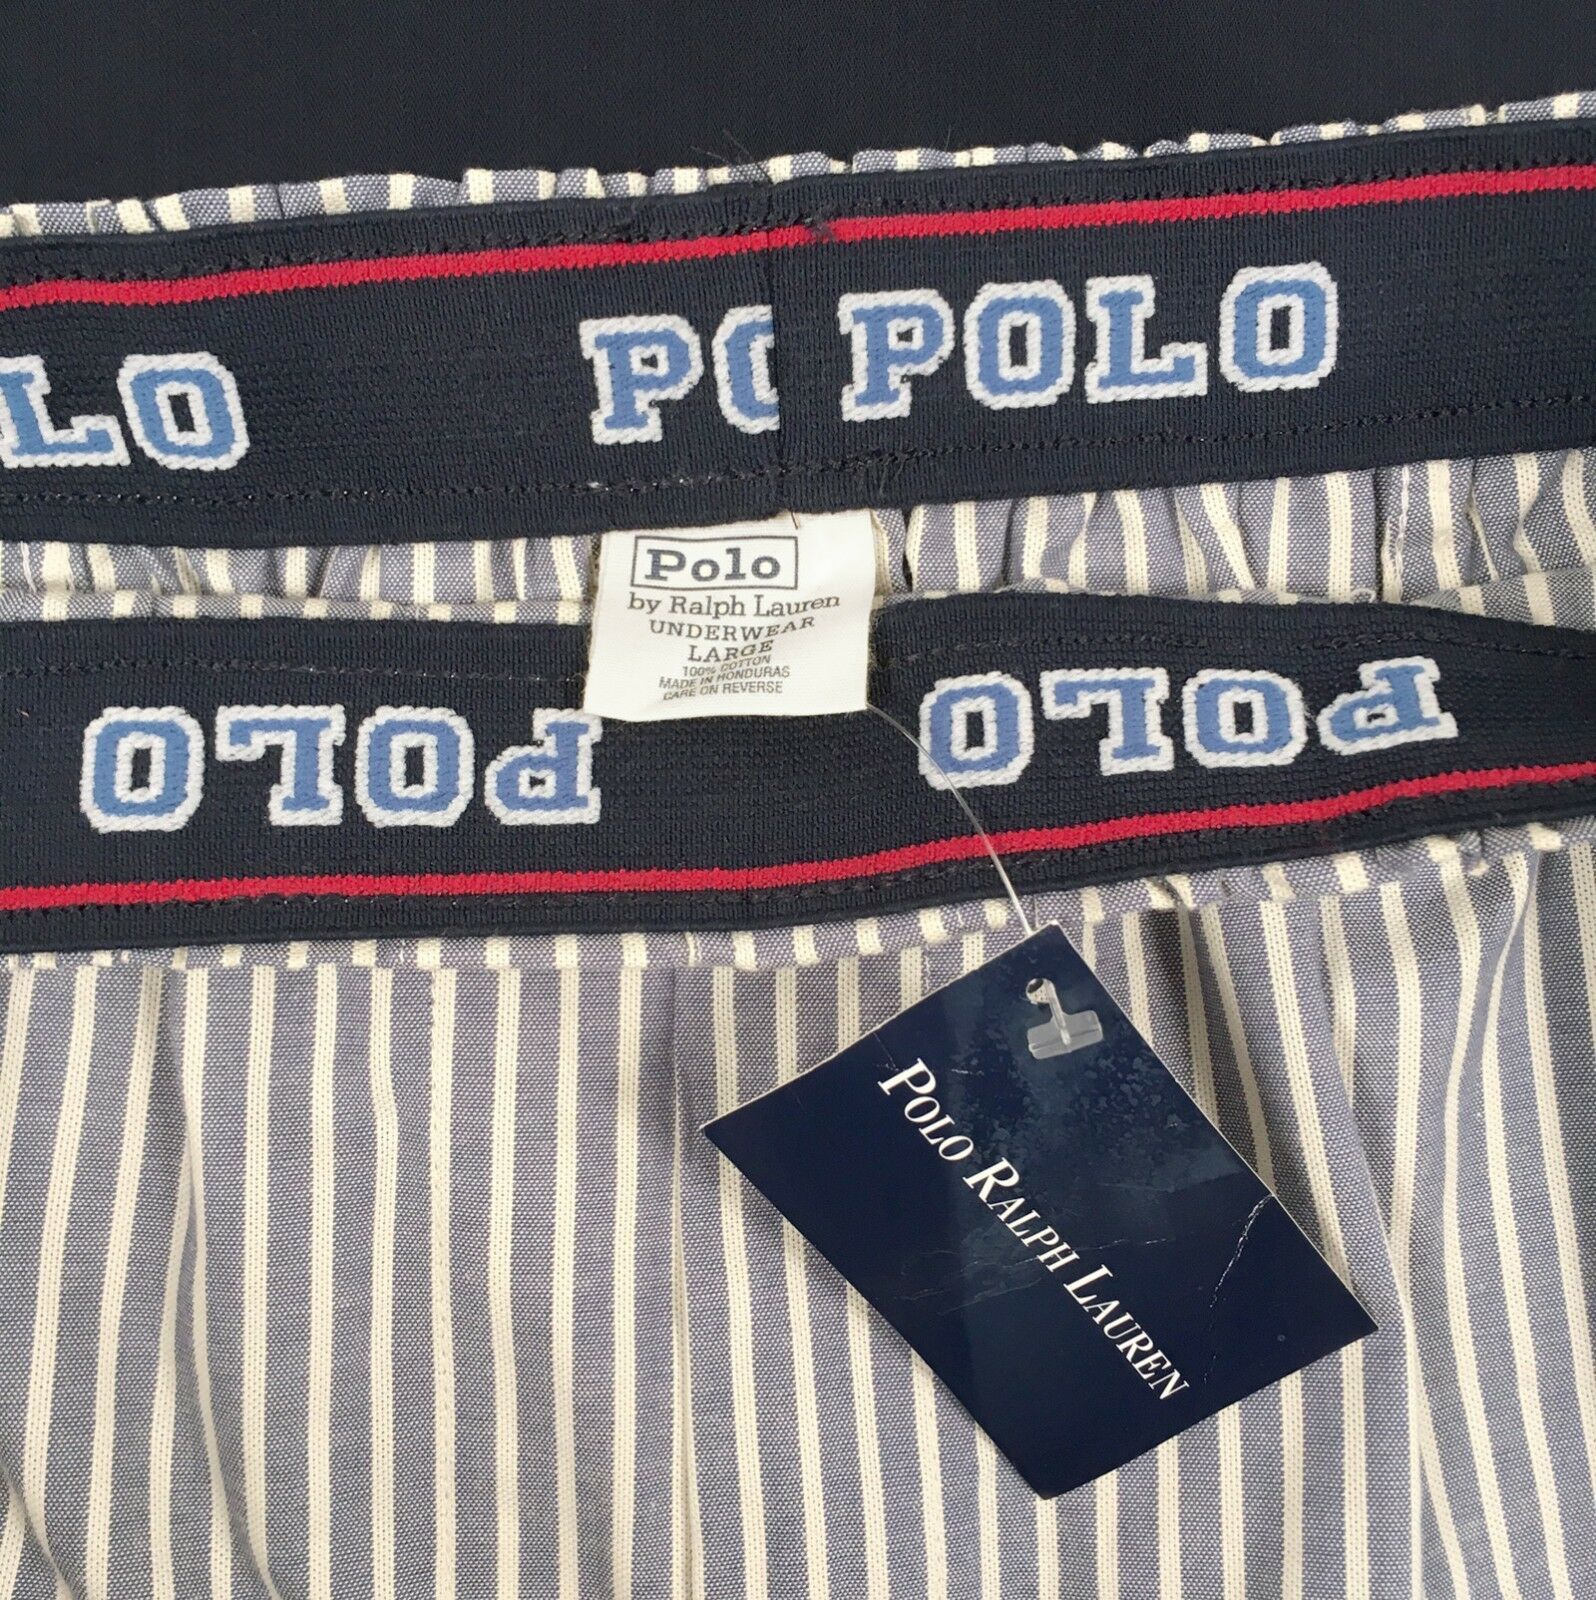 LO
PO
POLO
Polo
by Ralph Lauren
UNDERWEAR
LARGE
100% COTTON
MADE IN HONDURAS
CARE ON REVERSE
POLO
POLO
POLO RALPH LAUREN